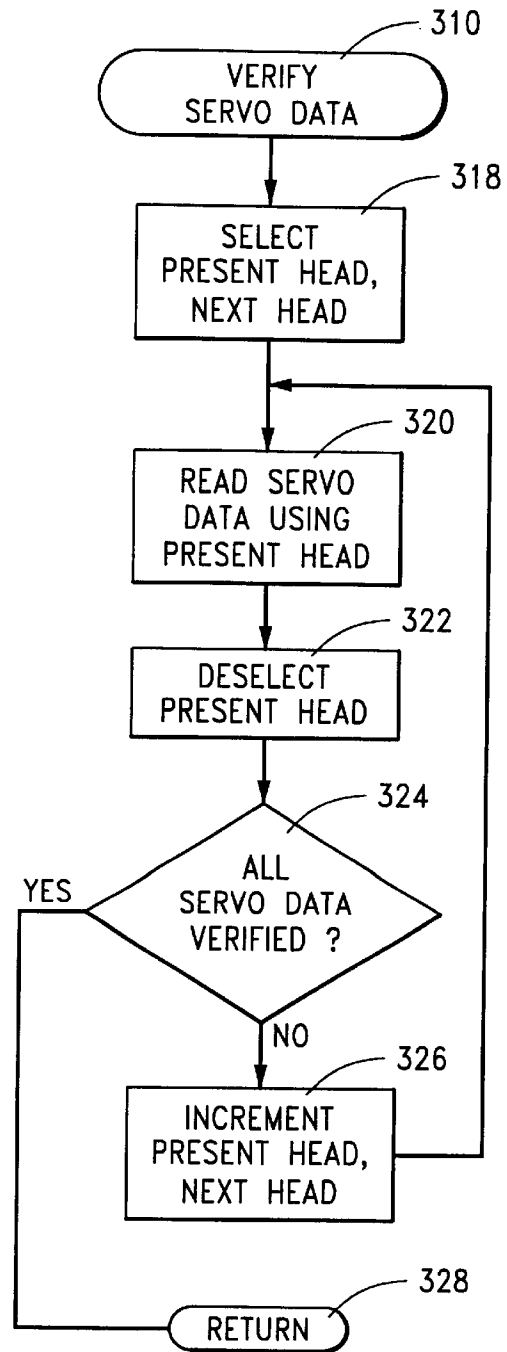 310
VERIFY
SERVO DATA
318
SELECT
PRESENT HEAD,
NEXT HEAD
320
READ SERVO
DATA USING
PRESENT HEAD
322
DESELECT
PRESENT HEAD
324
YES
ALL
SERVO DATA
VERIFIED ?
NO
326
INCREMENT
PRESENT HEAD,
NEXT HEAD
328
RETURN